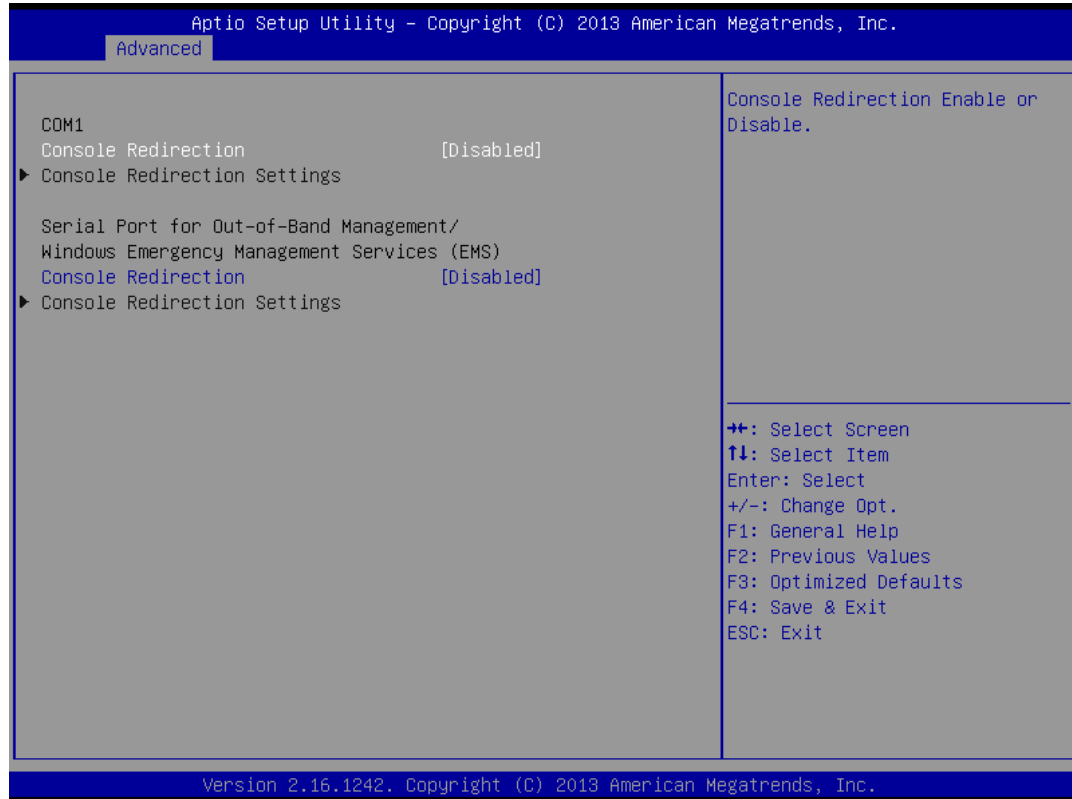 Aptio Setup Utility – Copyright (C) 2013 American Megatrends, Inc.
Advanced
COM1
Console Redirection [Disabled]
▶ Console Redirection Settings
Serial Port for Out-of-Band Management/
Windows Emergency Management Services (EMS)
Console Redirection [Disabled]
▶ Console Redirection Settings
Console Redirection Enable or
Disable.
→←: Select Screen
↑↓: Select Item
Enter: Select
+/-: Change Opt.
F1: General Help
F2: Previous Values
F3: Optimized Defaults
F4: Save & Exit
ESC: Exit
Version 2.16.1242. Copyright (C) 2013 American Megatrends, Inc.